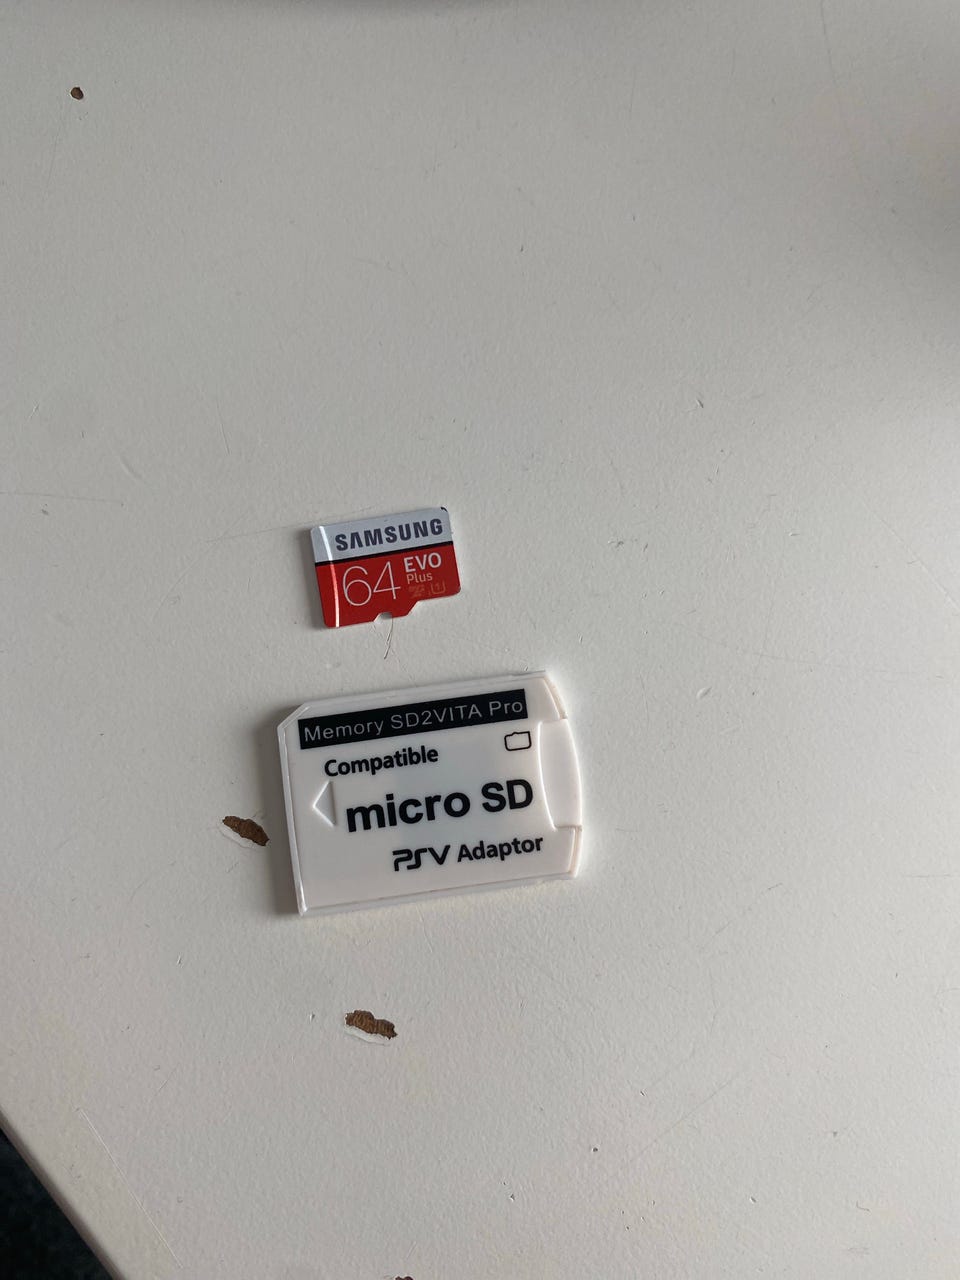 SAMSUNG
64 EVO
Plus
Memory SD2VITA Pro
Compatible
micro SD
PSV Adaptor